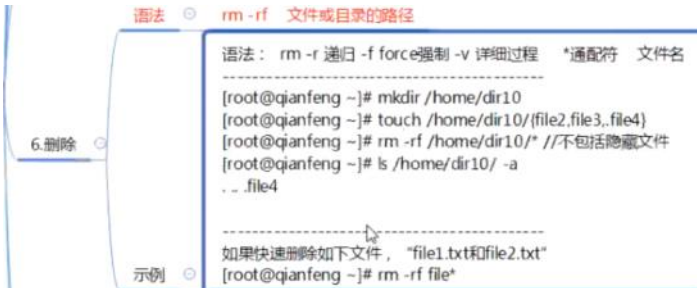 语法 rm -rf 文件或目录的路径
语法： rm -r 递归 -f force强制 -v 详细过程 *通配符 文件名
---------------------------------------------
[root@qianfeng ~]# mkdir /home/dir10
[root@qianfeng ~]# touch /home/dir10/{file2,file3,.file4}
6.删除
[root@qianfeng ~]# rm -rf /home/dir10/* //不包括隐藏文件
[root@qianfeng ~]# ls /home/dir10/ -a
. .. .file4
---------------------------------------------
如果快速删除如下文件， "file1.txt和file2.txt"
示例 [root@qianfeng ~]# rm -rf file*